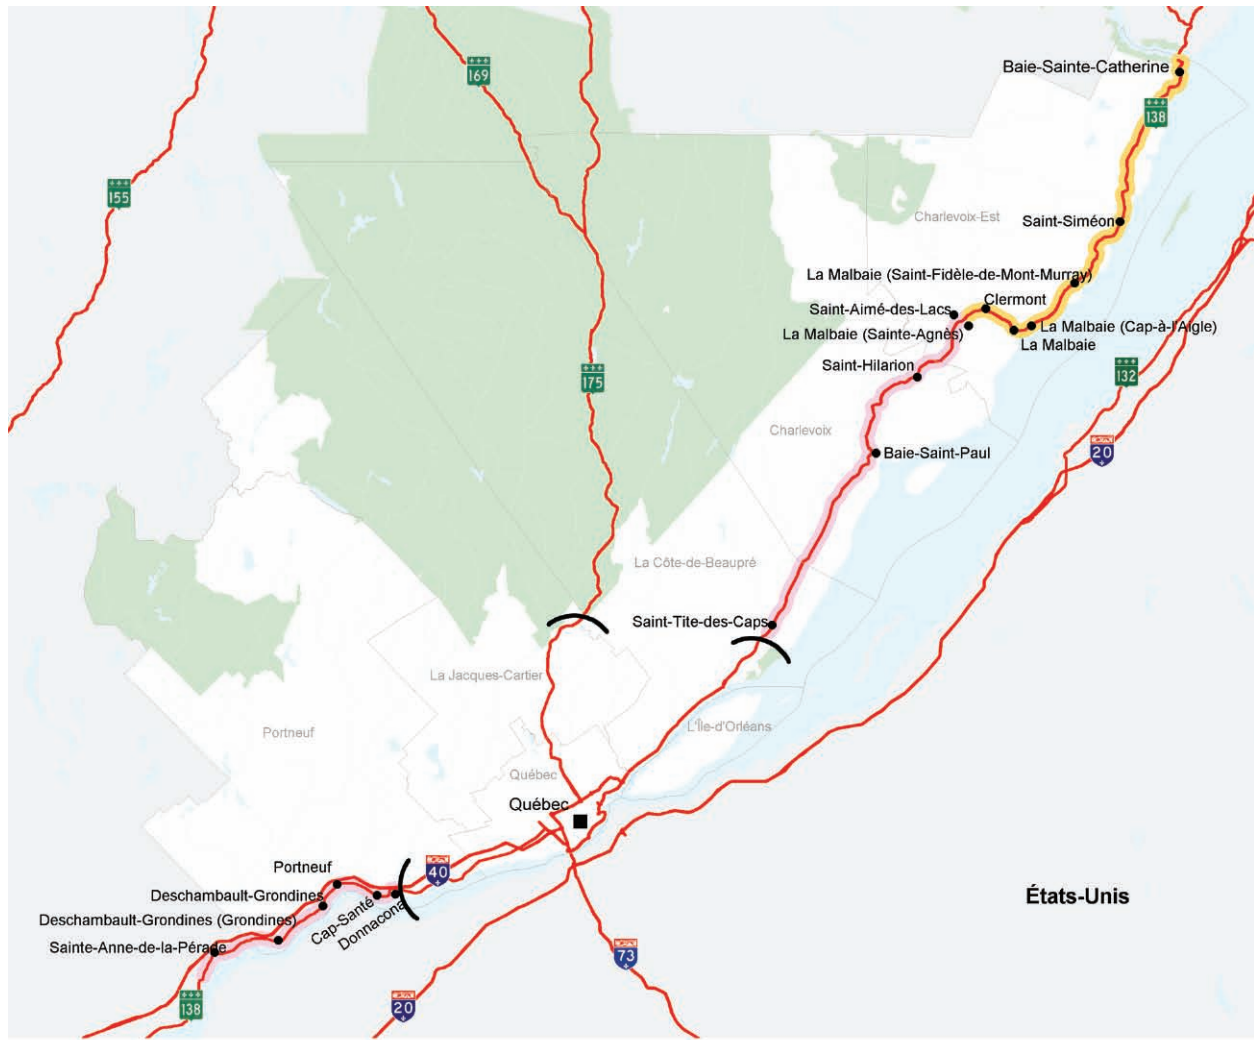 169
Baie-Sainte-Catherine
138
155
Charlevoix-Est
Saint-Siméon
La Malbaie (Saint-Fidèle-de-Mont-Murray)
Clermont
Saint-Aimé-des-Lacs
La Malbaie (Cap-à-l'Aigle)
La Malbaie (Sainte-Agnès)
La Malbaie
Saint-Hilarion
175
132
Charlevoix
20
Baie-Saint-Paul
La Côte-de-Beaupré
Saint-Tite-des-Caps
La Jacques-Cartier
L'Île-d'Orléans
Portneuf
Québec
Québec
Portneuf
40
Deschambault-Grondines
Cap-Santé
Donnacona
États-Unis
Deschambault-Grondines (Grondines)
Sainte-Anne-de-la-Pérade
73
138
20